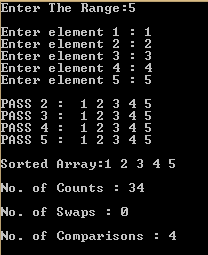 Enter The Range:5
Enter element 1 : 1
Enter element 2 : 2
Enter element 3 : 3
Enter element 4 : 4
Enter element 5 : 5
PASS 2 :  1 2 3 4 5
PASS 3 :  1 2 3 4 5
PASS 4 :  1 2 3 4 5
PASS 5 :  1 2 3 4 5
Sorted Array:1 2 3 4 5
No. of Counts : 34
No. of Swaps : 0
No. of Comparisons : 4